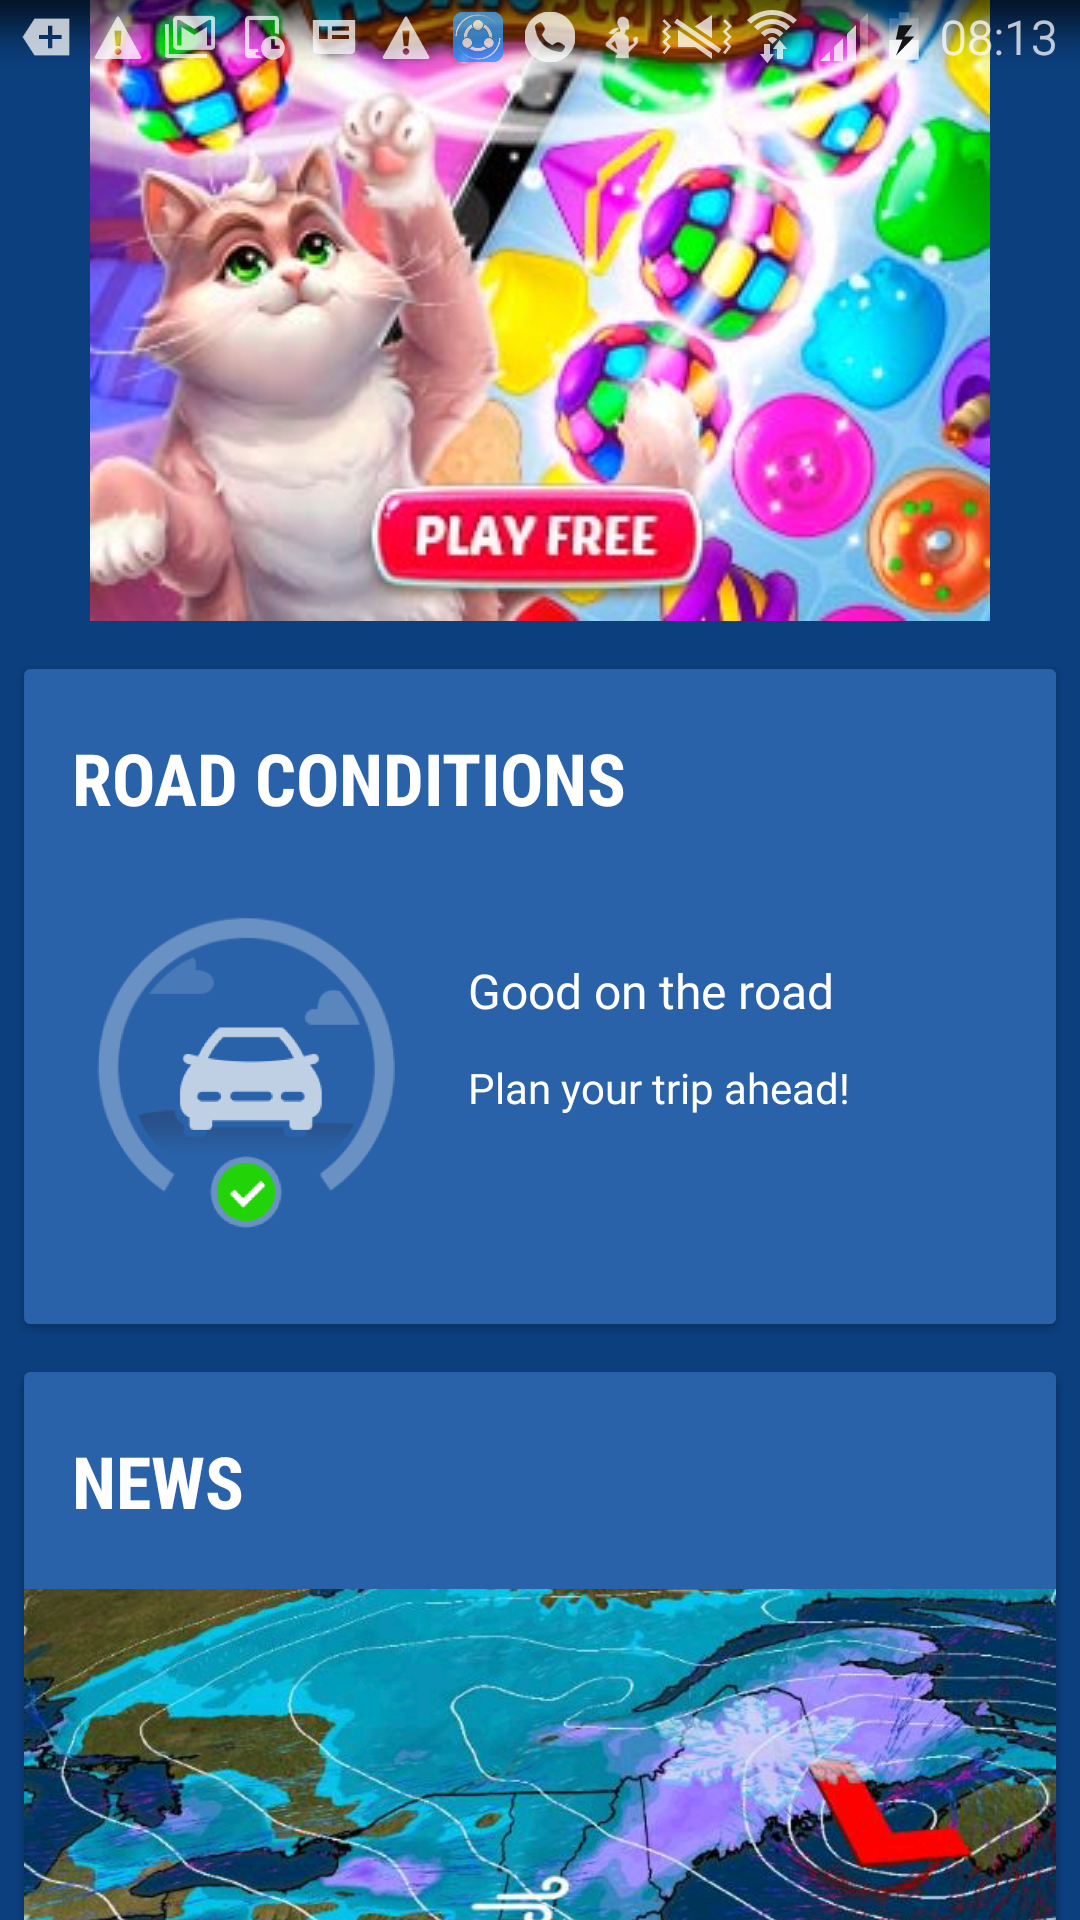 08:13
PLAY FREE
ROAD CONDITIONS
Good on the road
Plan your trip ahead!
NEWS
L